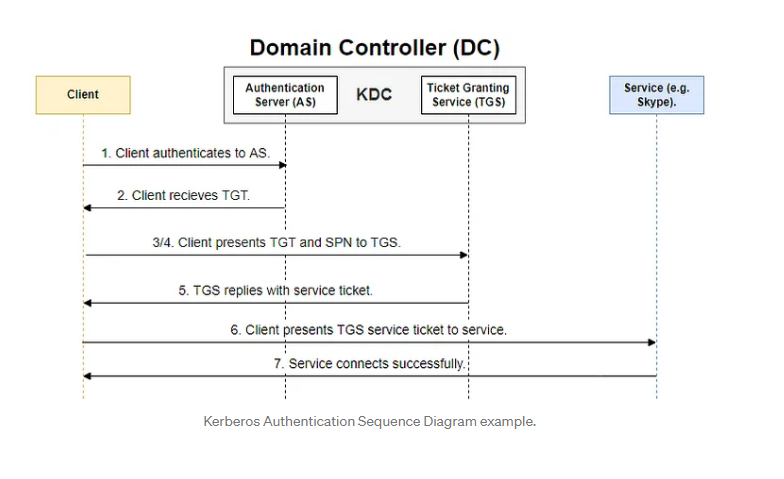 Domain Controller (DC)
Client
Authentication
Server (AS)
KDC
Ticket Granting
Service (TGS)
Service (e.g.
Skype).
1. Client authenticates to AS.
2. Client recieves TGT.
3/4. Client presents TGT and SPN to TGS.
5. TGS replies with service ticket.
6. Client presents TGS service ticket to service.
7. Service connects successfully.
Kerberos Authentication Sequence Diagram example.